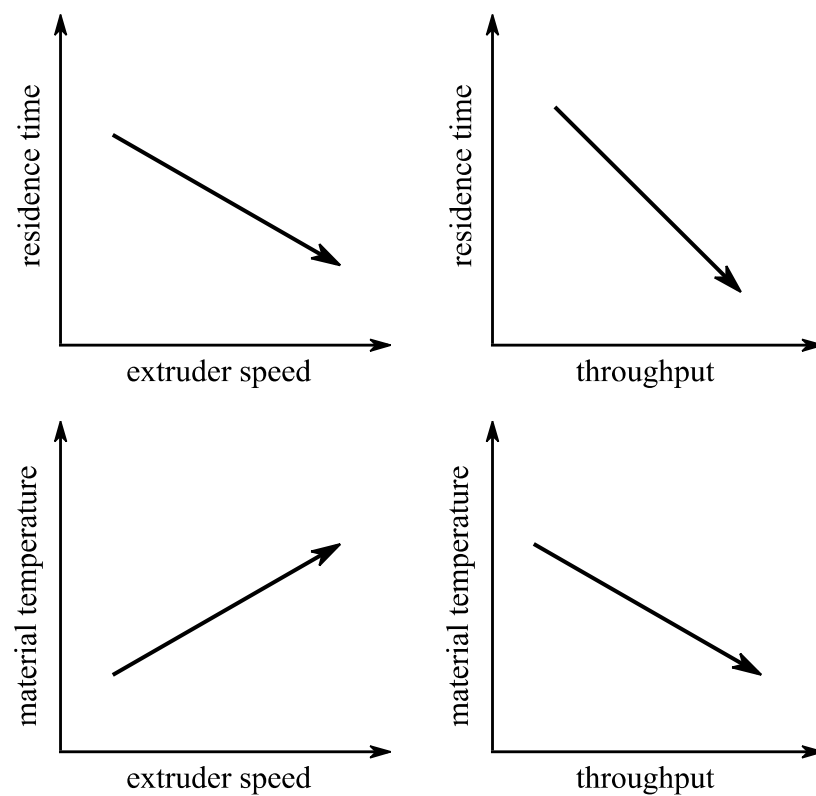 residence time
extruder speed
residence time
throughput
material temperature
extruder speed
material temperature
throughput